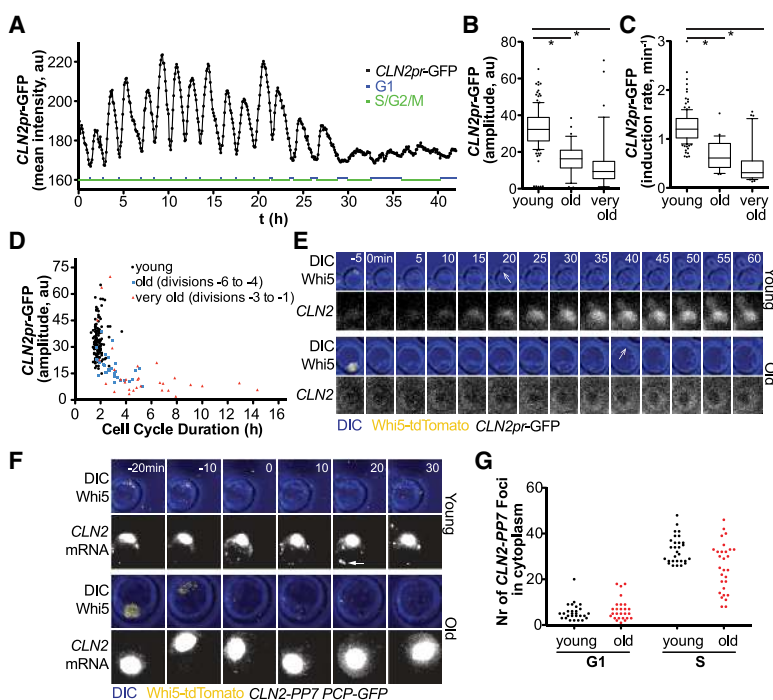 A
CLN2pr-GFP
(mean intensity, au)
220
200
180
160
0 5 10 15 20 25 30 35 40
t (h)
CLN2pr-GFP
G1
S/G2/M
B
CLN2pr-GFP
(amplitude, au)
80
60
40
20
0
* *
young old very old
C
CLN2pr-GFP
(induction rate, min-1)
3
2
1
0
* *
young old very old
D
CLN2pr-GFP
(amplitude, au)
75
60
45
30
15
0
0 2 4 6 8 10 12 14 16
Cell Cycle Duration (h)
young
old (divisions -6 to -4)
very old (divisions -3 to -1)
E
-5 0min 5 10 15 20 25 30 35 40 45 50 55 60
DIC
Whi5
CLN2
Young
DIC
Whi5
CLN2
Old
DIC Whi5-tdTomato CLN2pr-GFP
F
-20min -10 0 10 20 30
DIC
Whi5
CLN2
mRNA
Young
DIC
Whi5
CLN2
mRNA
Old
DIC Whi5-tdTomato CLN2-PP7 PCP-GFP
G
Nr of CLN2-PP7 Foci
in cytoplasm
60
40
20
0
young old young old
G1 S